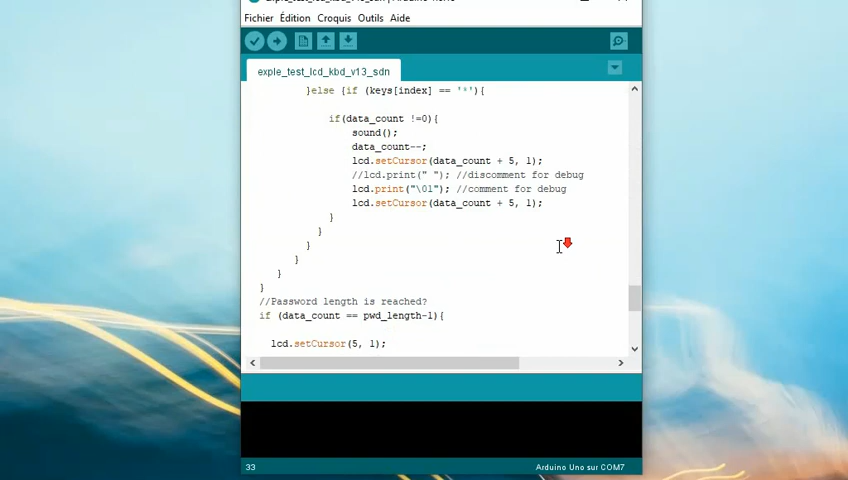 Fichier Édition Croquis Outils Aide
exple_test_lcd_kbd_v13_sdn
}else {if (keys[index] == '*'){
if(data_count !=0){
sound();
data_count--;
lcd.setCursor(data_count + 5, 1);
//lcd.print(" "); //discomment for debug
lcd.print("\01"); //comment for debug
lcd.setCursor(data_count + 5, 1);
}
}
}
}
}
}
//Password length is reached?
if (data_count == pwd_length-1){
lcd.setCursor(5, 1);
33
Arduino Uno sur COM7